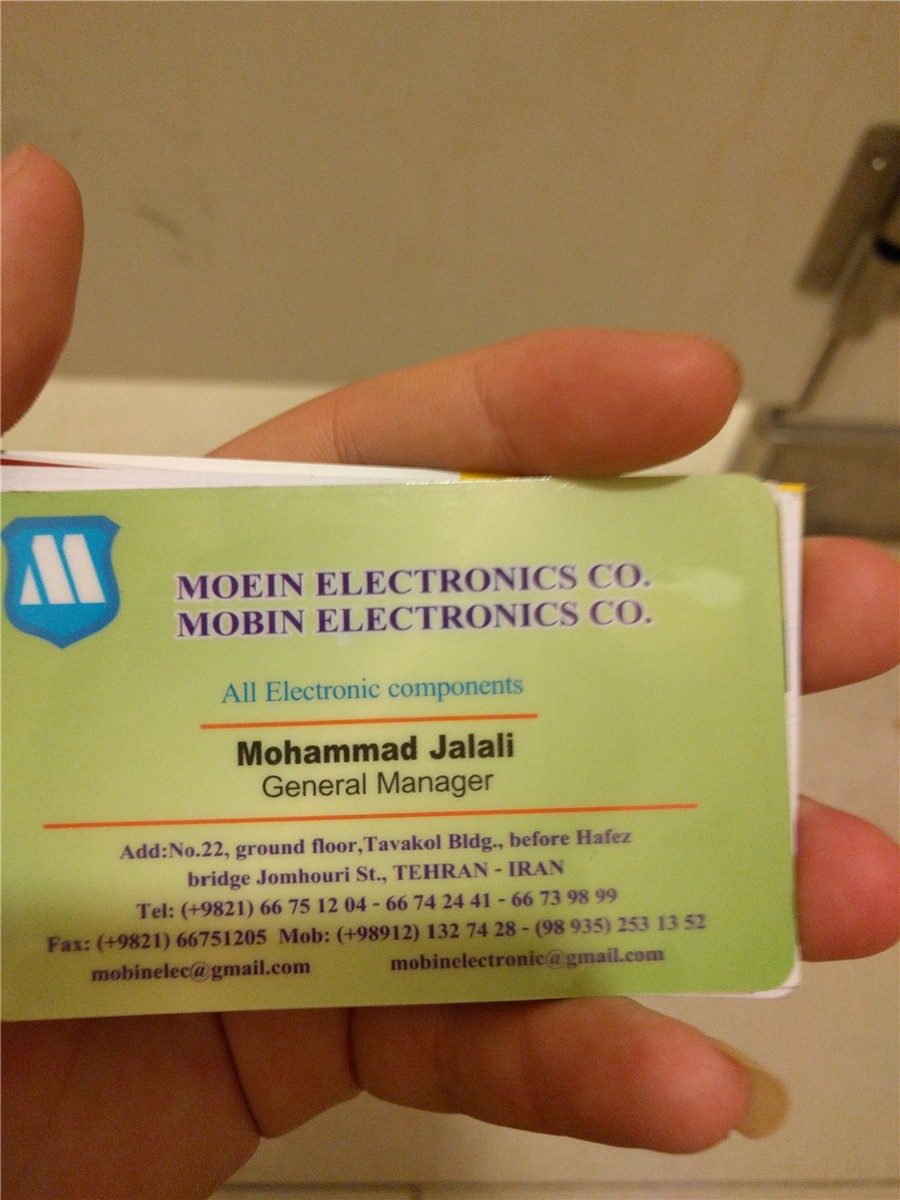 M
MOEIN ELECTRONICS CO.
MOBIN ELECTRONICS CO.
All Electronic components
Mohammad Jalali
General Manager
Add:No.22, ground floor,Tavakol Bldg., before Hafez
bridge Jomhouri St., TEHRAN - IRAN
Tel: (+9821) 66 75 12 04 - 66 74 24 41 - 66 73 98 99
Fax: (+9821) 66751205 Mob: (+98912) 132 74 28 - (98 935) 253 13 52
mobinelec@gmail.com mobinelectronic@gmail.com